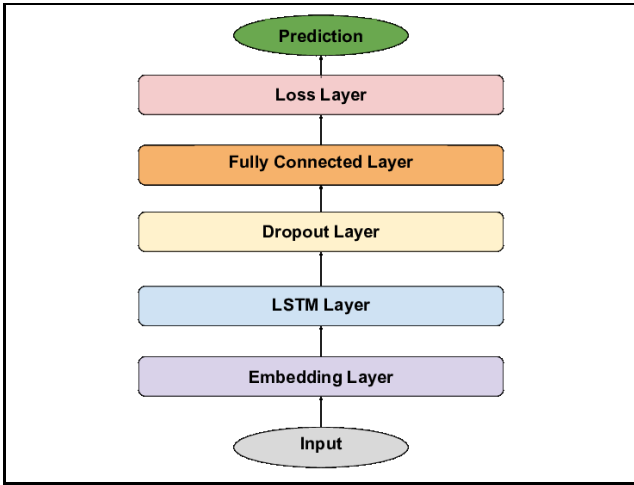 Prediction
Loss Layer
Fully Connected Layer
Dropout Layer
LSTM Layer
Embedding Layer
Input